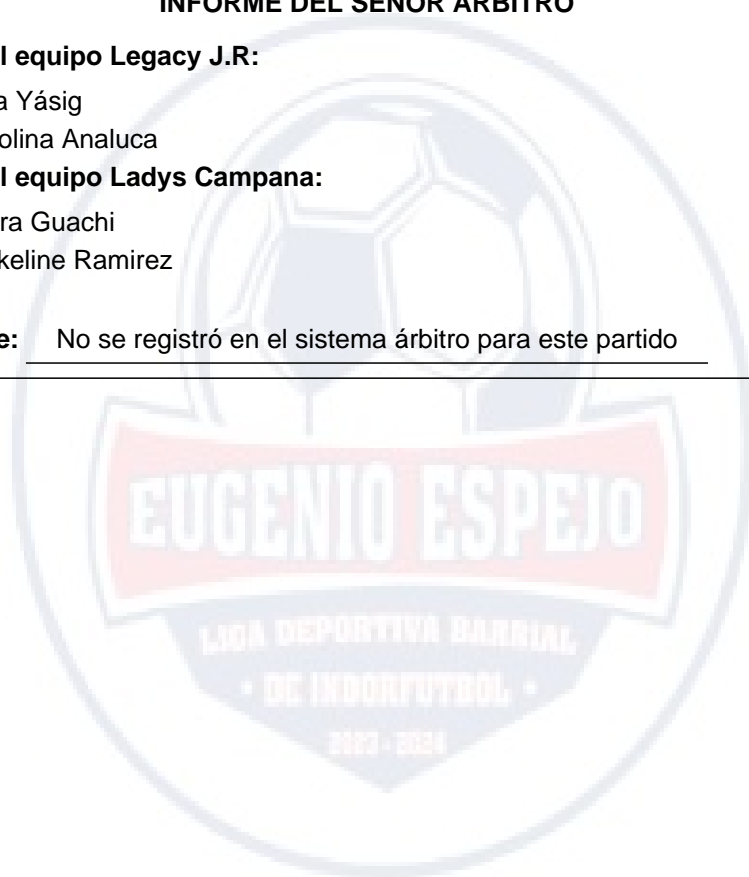 INFORME DEL SEÑOR ÁRBITRO
l equipo Legacy J.R:
a Yásig
olina Analuca
l equipo Ladys Campana:
ra Guachi
keline Ramirez
e: No se registró en el sistema árbitro para este partido
EUGENIO ESPEJO
LIGA DEPORTIVA BARRIAL
• DE INDORFUTBOL •
2023 - 2024